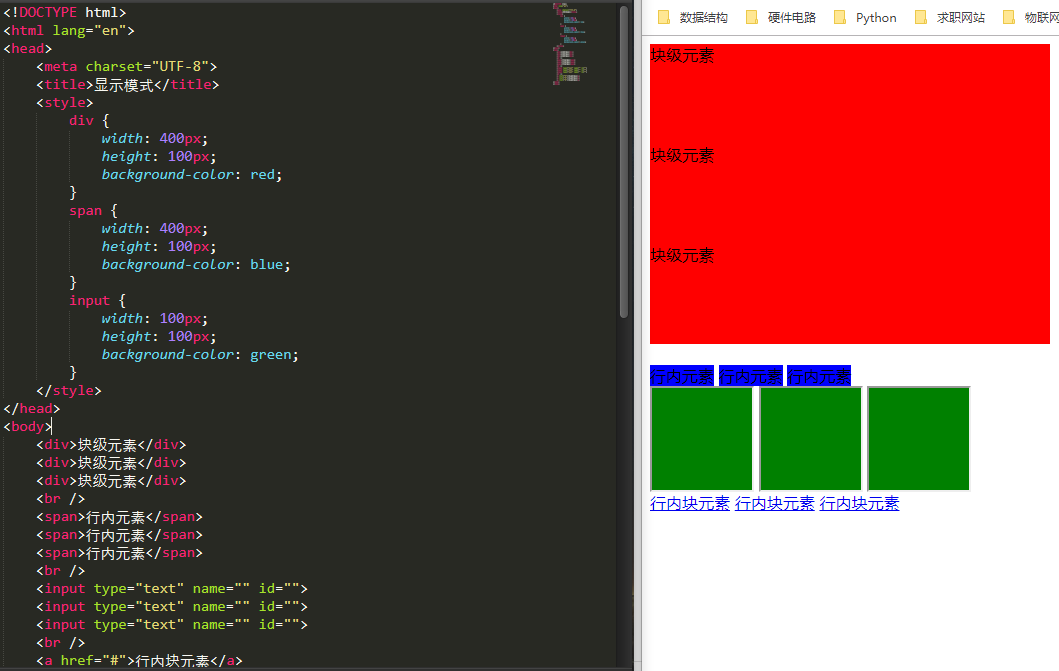 <!DOCTYPE html>
<html lang="en">
<head>
    <meta charset="UTF-8">
    <title>显示模式</title>
    <style>
        div {
            width: 400px;
            height: 100px;
            background-color: red;
        }
        span {
            width: 400px;
            height: 100px;
            background-color: blue;
        }
        input {
            width: 100px;
            height: 100px;
            background-color: green;
        }
    </style>
</head>
<body>
    <div>块级元素</div>
    <div>块级元素</div>
    <div>块级元素</div>
    <br />
    <span>行内元素</span>
    <span>行内元素</span>
    <span>行内元素</span>
    <br />
    <input type="text" name="" id="">
    <input type="text" name="" id="">
    <input type="text" name="" id="">
    <br />
    <a href="#">行内块元素</a>
数据结构 硬件电路 Python 求职网站 物联网
块级元素
块级元素
块级元素
行内元素 行内元素 行内元素
行内块元素 行内块元素 行内块元素